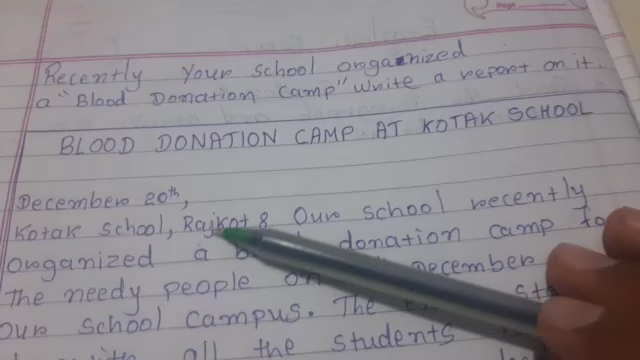 Page
Recently Your School organized
a "Blood Donation Camp" Write a report on it.
BLOOD DONATION CAMP AT KOTAK SCHOOL
December 20th,
Kotak School, Rajkot : Our school recently
organized a donation camp to
the needy people on December
our school campus. The
all the students